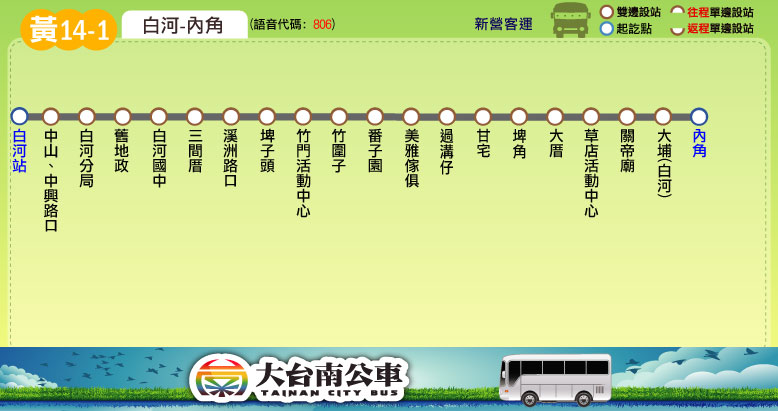 黃14-1
白河-內角
(語音代碼：806)
新營客運
雙邊設站
往程單邊設站
起訖點
返程單邊設站
白河站
中山、中興路口
白河分局
舊地政
白河國中
三間厝
溪洲路口
埤子頭
竹門活動中心
竹圍子
番子園
美雅傢俱
過溝仔
甘宅
埤角
大厝
草店活動中心
關帝廟
大埔(白河)
內角
大台南公車
TAINAN CITY BUS